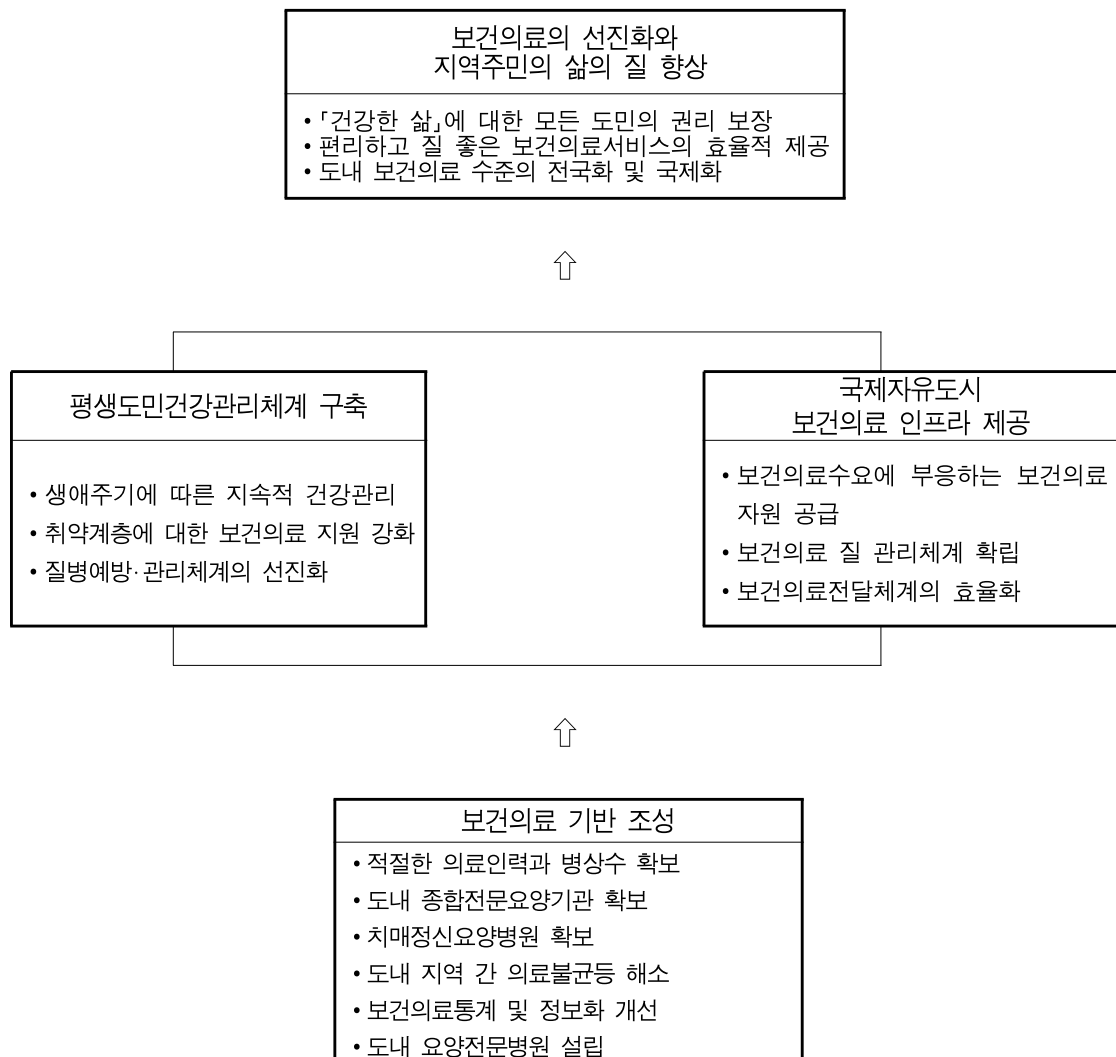 보건의료의 선진화와
지역주민의 삶의 질 향상
• 「건강한 삶」에 대한 모든 도민의 권리 보장
• 편리하고 질 좋은 보건의료서비스의 효율적 제공
• 도내 보건의료 수준의 전국화 및 국제화
⇧
평생도민건강관리체계 구축
• 생애주기에 따른 지속적 건강관리
• 취약계층에 대한 보건의료 지원 강화
• 질병예방·관리체계의 선진화
국제자유도시
보건의료 인프라 제공
• 보건의료수요에 부응하는 보건의료
자원 공급
• 보건의료 질 관리체계 확립
• 보건의료전달체계의 효율화
⇧
보건의료 기반 조성
• 적절한 의료인력과 병상수 확보
• 도내 종합전문요양기관 확보
• 치매정신요양병원 확보
• 도내 지역 간 의료불균등 해소
• 보건의료통계 및 정보화 개선
• 도내 요양전문병원 설립